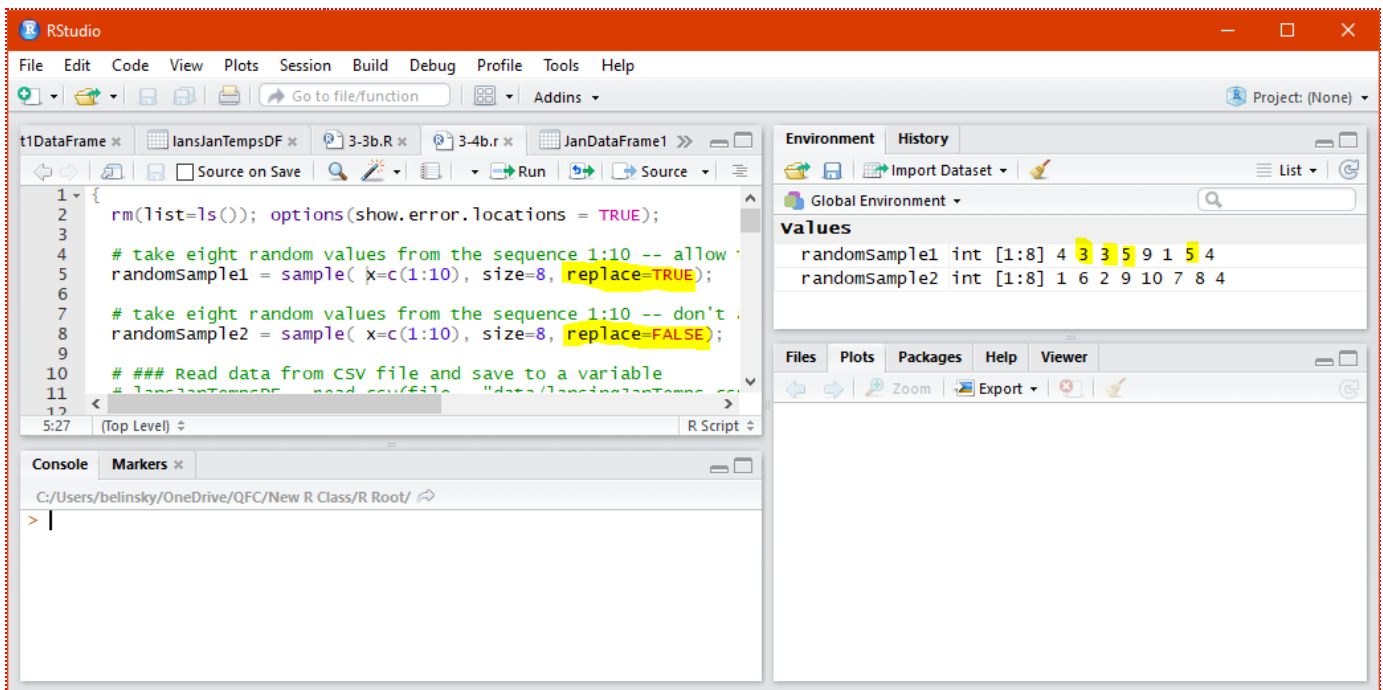 RStudio
File Edit Code View Plots Session Build Debug Profile Tools Help
Go to file/function Addins Project: (None)
t1DataFrame lansJanTempsDF 3-3b.R 3-4b.r JanDataFrame1
Source on Save Run Source
1 {
2 rm(list=ls()); options(show.error.locations = TRUE);
3
4 # take eight random values from the sequence 1:10 -- allow
5 randomSample1 = sample( x=c(1:10), size=8, replace=TRUE);
6
7 # take eight random values from the sequence 1:10 -- don't
8 randomSample2 = sample( x=c(1:10), size=8, replace=FALSE);
9
10 # ### Read data from CSV file and save to a variable
11
12
5:27 (Top Level) R Script
Console Markers
C:/Users/belinsky/OneDrive/QFC/New R Class/R Root/
>
Environment History
Import Dataset List
Global Environment
Values
randomSample1 int [1:8] 4 3 3 5 9 1 5 4
randomSample2 int [1:8] 1 6 2 9 10 7 8 4
Files Plots Packages Help Viewer
Zoom Export